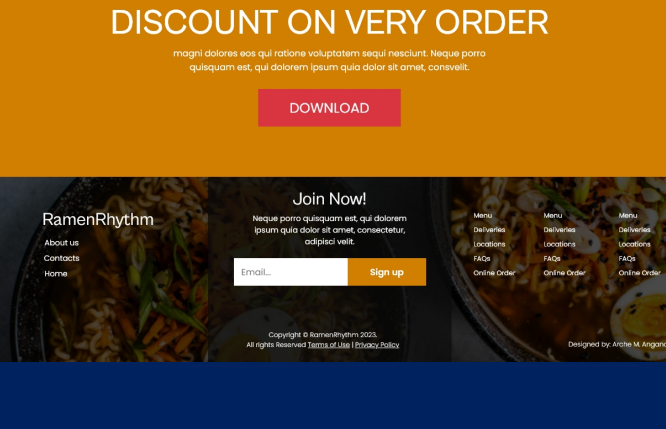 DISCOUNT ON VERY ORDER
magni dolores eos qui ratione voluptatem sequi nesciunt. Neque porro
quisquam est, qui dolorem ipsum quia dolor sit amet, consvelit.
DOWNLOAD
RamenRhythm
About us
Contacts
Home
Join Now!
Neque porro quisquam est, qui dolorem
ipsum quia dolor sit amet, consectetur,
adipisci velit.
Email...
Sign up
Copyright © RamenRhythm 2023.
All rights Reserved Terms of Use | Privacy Policy
Menu
Deliveries
Locations
FAQs
Online Order
Menu
Deliveries
Locations
FAQs
Online Order
Menu
Deliveries
Locations
FAQs
Online Order
Designed by: Arche M.